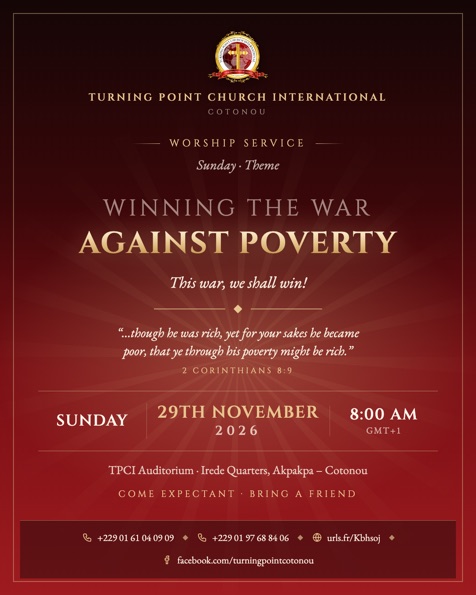 TURNING POINT CHURCH INTERNATIONAL
COTONOU
WORSHIP SERVICE
Sunday · Theme
WINNING THE WAR
AGAINST POVERTY
This war, we shall win!
“...though he was rich, yet for your sakes he became
poor, that ye through his poverty might be rich.”
2 CORINTHIANS 8:9
SUNDAY
29TH NOVEMBER
2026
8:00 AM
GMT+1
TPCI Auditorium · Irede Quarters, Akpakpa – Cotonou
COME EXPECTANT · BRING A FRIEND
+229 01 61 04 09 09 ◆ +229 01 97 68 84 06 ◆ urls.fr/Kbhsoj ◆
facebook.com/turningpointcotonou